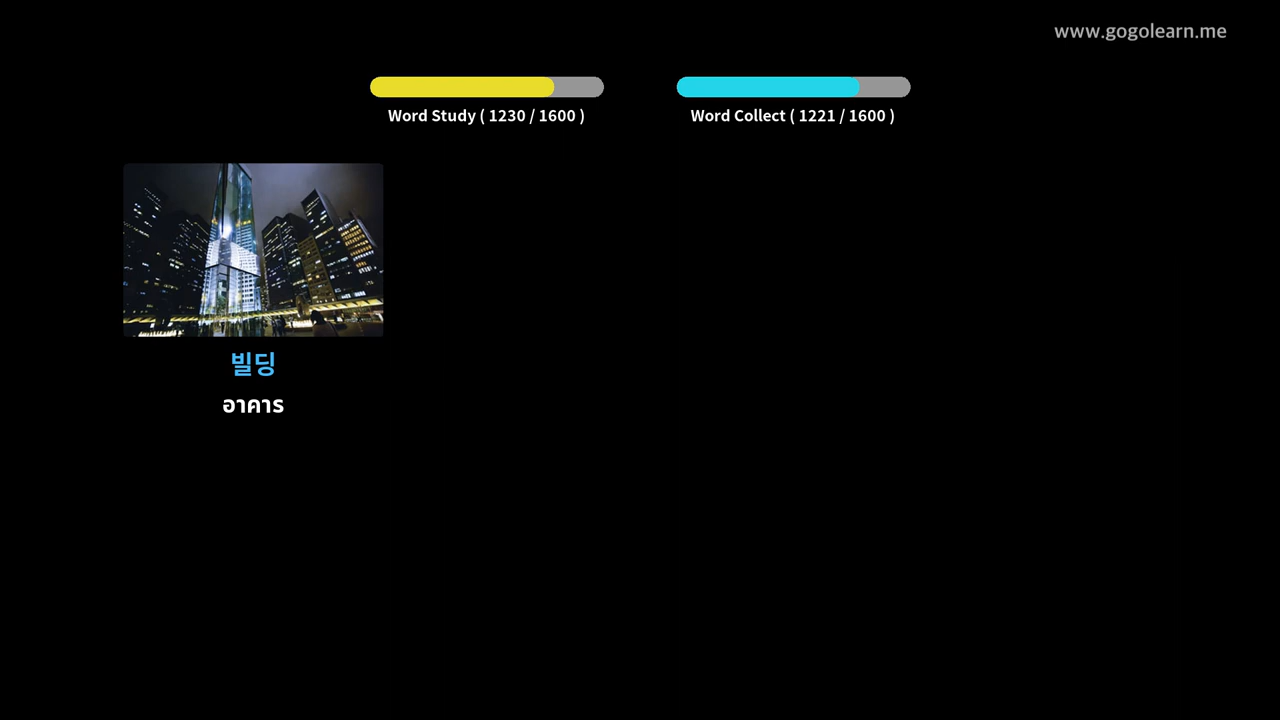 www.gogolearn.me
Word Study ( 1230 / 1600 )
Word Collect ( 1221 / 1600 )
빌딩
อาคาร